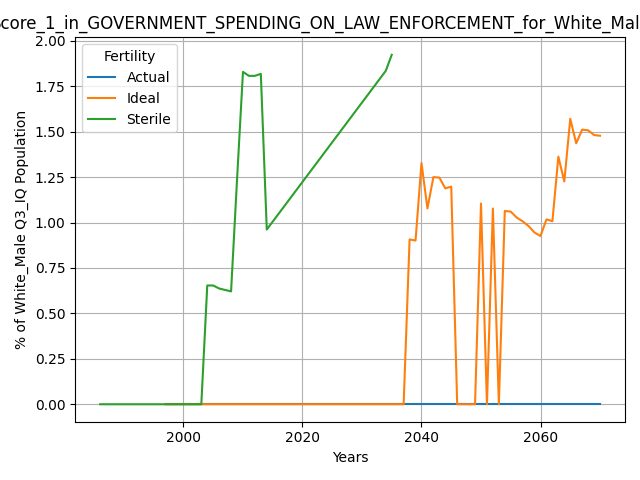 core_1_in_GOVERNMENT_SPENDING_ON_LAW_ENFORCEMENT_for_White_Mal
2.00
1.75
1.50
1.25
1.00
0.75
0.50
0.25
0.00
% of White_Male Q3_IQ Population
Fertility
Actual
Ideal
Sterile
2000
2020
2040
2060
Years